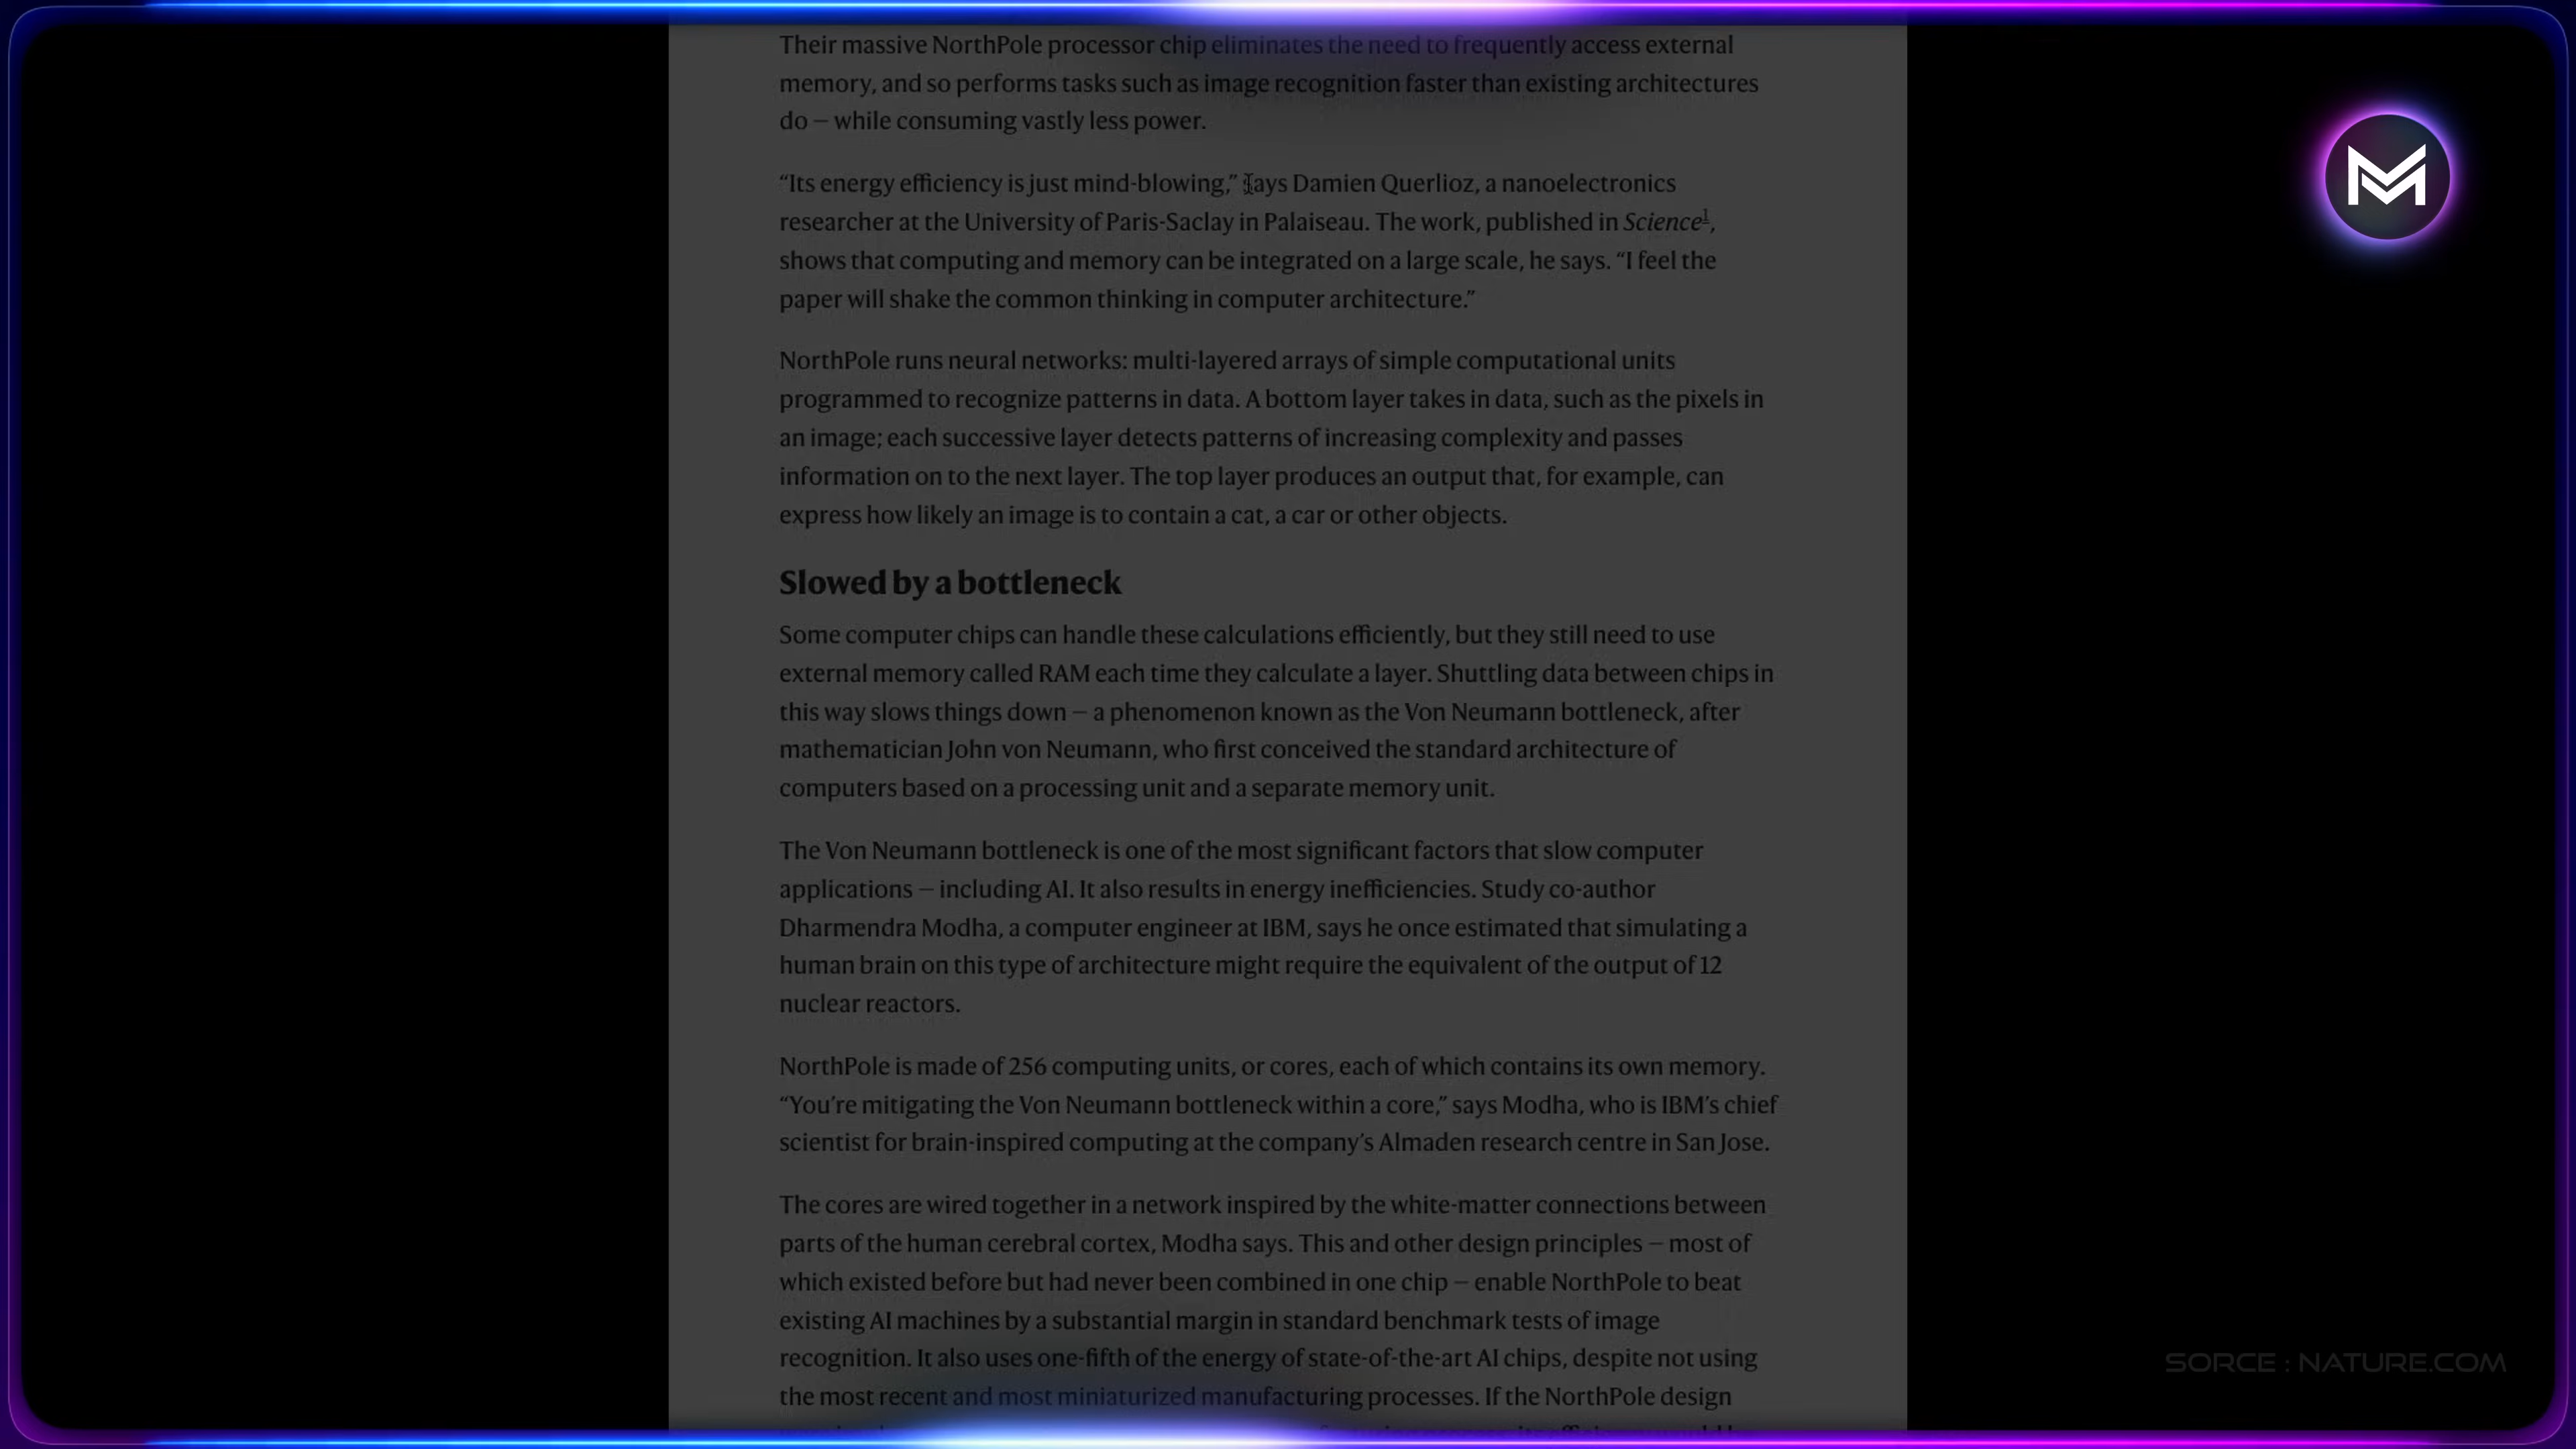 Their massive NorthPole processor chip eliminates the need to frequently access external
memory, and so performs tasks such as image recognition faster than existing architectures
do – while consuming vastly less power.
“Its energy efficiency is just mind-blowing,” says Damien Querlioz, a nanoelectronics
researcher at the University of Paris-Saclay in Palaiseau. The work, published in Science1,
shows that computing and memory can be integrated on a large scale, he says. “I feel the
paper will shake the common thinking in computer architecture.”
NorthPole runs neural networks: multi-layered arrays of simple computational units
programmed to recognize patterns in data. A bottom layer takes in data, such as the pixels in
an image; each successive layer detects patterns of increasing complexity and passes
information on to the next layer. The top layer produces an output that, for example, can
express how likely an image is to contain a cat, a car or other objects.
Slowed by a bottleneck
Some computer chips can handle these calculations efficiently, but they still need to use
external memory called RAM each time they calculate a layer. Shuttling data between chips in
this way slows things down – a phenomenon known as the Von Neumann bottleneck, after
mathematician John von Neumann, who first conceived the standard architecture of
computers based on a processing unit and a separate memory unit.
The Von Neumann bottleneck is one of the most significant factors that slow computer
applications – including AI. It also results in energy inefficiencies. Study co-author
Dharmendra Modha, a computer engineer at IBM, says he once estimated that simulating a
human brain on this type of architecture might require the equivalent of the output of 12
nuclear reactors.
NorthPole is made of 256 computing units, or cores, each of which contains its own memory.
“You’re mitigating the Von Neumann bottleneck within a core,” says Modha, who is IBM’s chief
scientist for brain-inspired computing at the company’s Almaden research centre in San Jose.
The cores are wired together in a network inspired by the white-matter connections between
parts of the human cerebral cortex, Modha says. This and other design principles – most of
which existed before but had never been combined in one chip – enable NorthPole to beat
existing AI machines by a substantial margin in standard benchmark tests of image
recognition. It also uses one-fifth of the energy of state-of-the-art AI chips, despite not using
the most recent and most miniaturized manufacturing processes. If the NorthPole design
SORCE : NATURE.COM